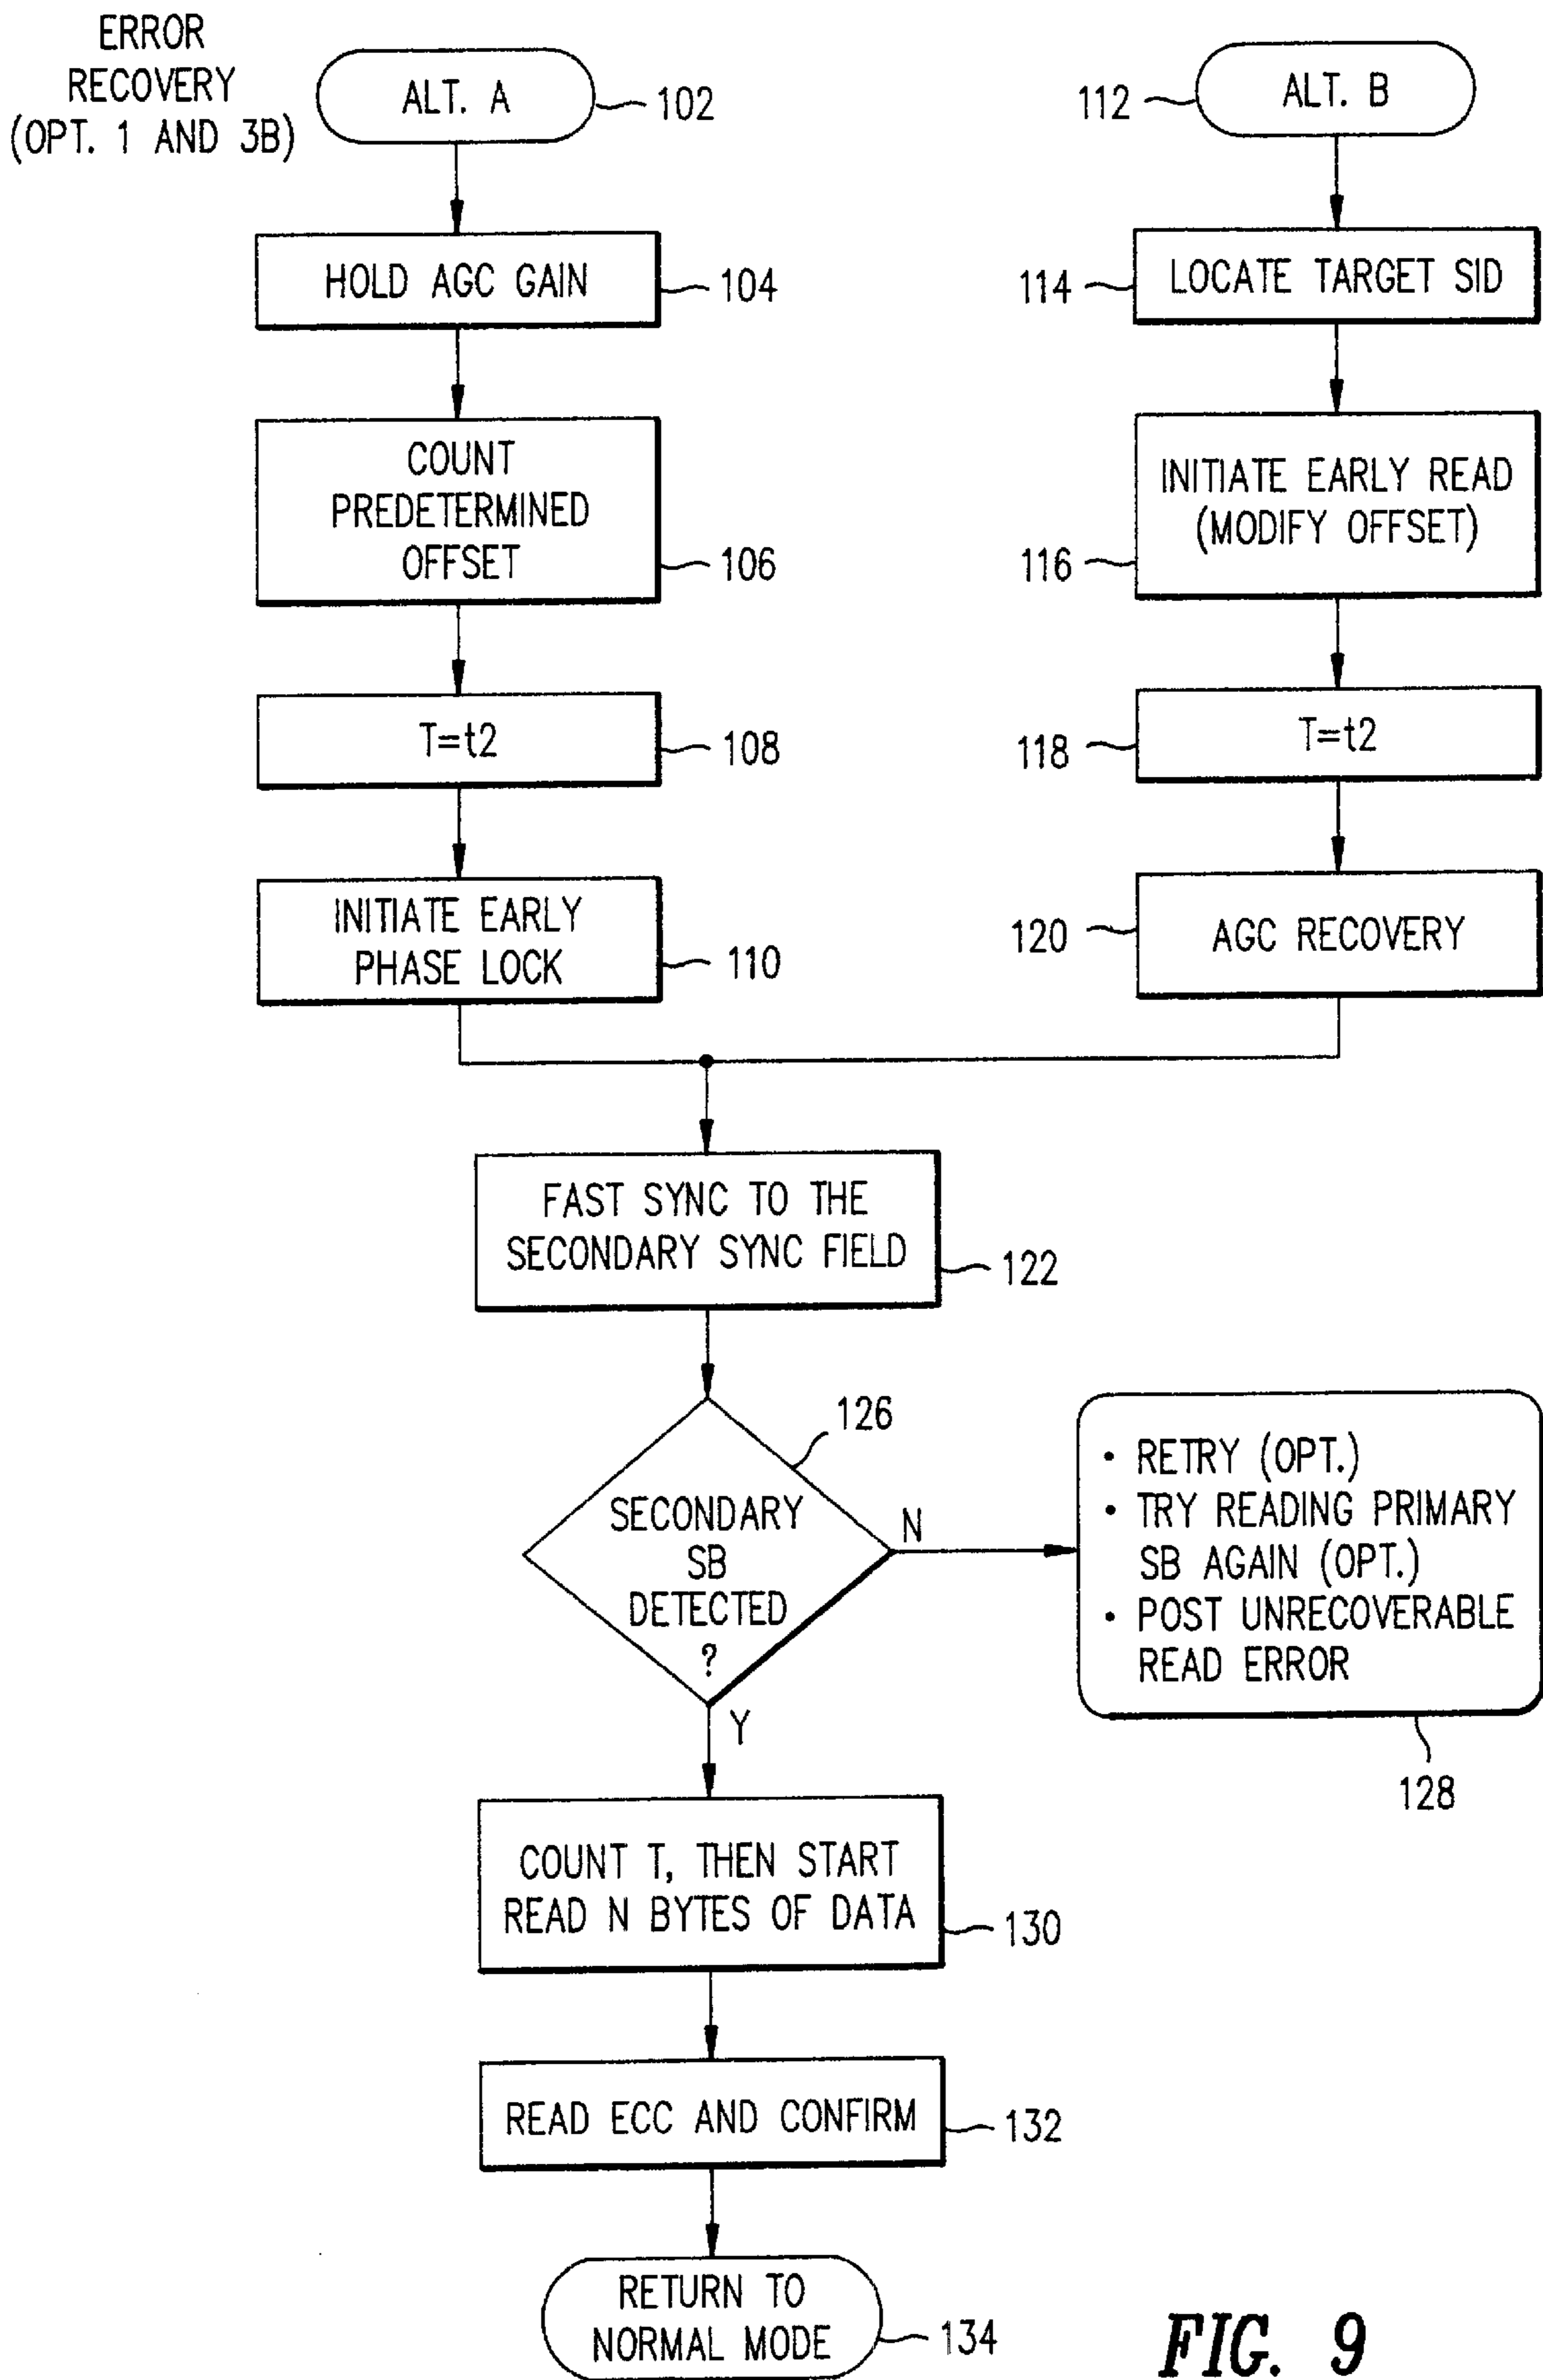 ERROR
RECOVERY
(OPT. 1 AND 3B)
ALT. A
102
HOLD AGC GAIN
104
COUNT
PREDETERMINED
OFFSET
106
T=t2
108
INITIATE EARLY
PHASE LOCK
110
ALT. B
112
LOCATE TARGET SID
114
INITIATE EARLY READ
(MODIFY OFFSET)
116
T=t2
118
AGC RECOVERY
120
FAST SYNC TO THE
SECONDARY SYNC FIELD
122
SECONDARY
SB
DETECTED
?
126
N
• RETRY (OPT.)
• TRY READING PRIMARY
SB AGAIN (OPT.)
• POST UNRECOVERABLE
READ ERROR
128
Y
COUNT T, THEN START
READ N BYTES OF DATA
130
READ ECC AND CONFIRM
132
RETURN TO
NORMAL MODE
134
FIG. 9